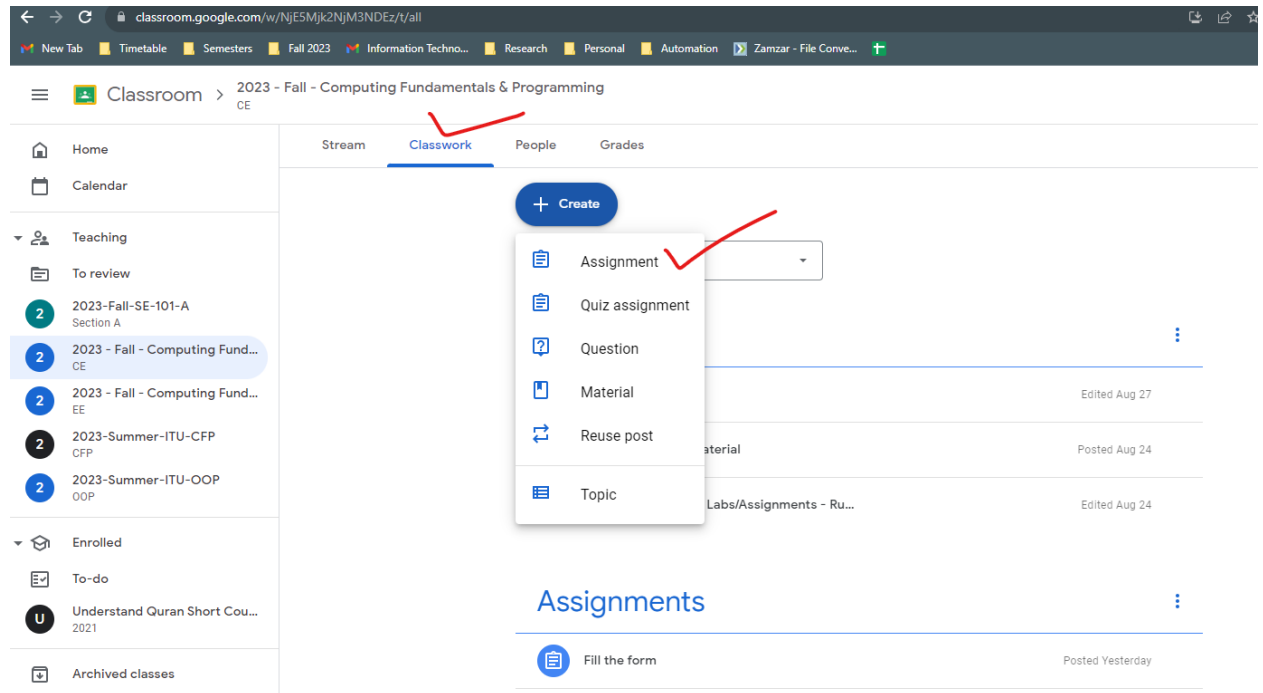 classroom.google.com/w/NjE5Mjk2NjM3NDEz/t/all
New Tab Timetable Semesters Fall 2023 Information Techno... Research Personal Automation Zamzar - File Conve...
Classroom > 2023 - Fall - Computing Fundamentals & Programming
CE
Home
Calendar
Teaching
To review
2 2023-Fall-SE-101-A
Section A
2 2023 - Fall - Computing Fund...
CE
2 2023 - Fall - Computing Fund...
EE
2 2023-Summer-ITU-CFP
CFP
2 2023-Summer-ITU-OOP
OOP
Enrolled
To-do
U Understand Quran Short Cou...
2021
Archived classes
Stream Classwork People Grades
+ Create
Assignment
Quiz assignment
Question
Material
Reuse post
Topic
Edited Aug 27
aterial Posted Aug 24
Labs/Assignments - Ru... Edited Aug 24
Assignments
Fill the form Posted Yesterday